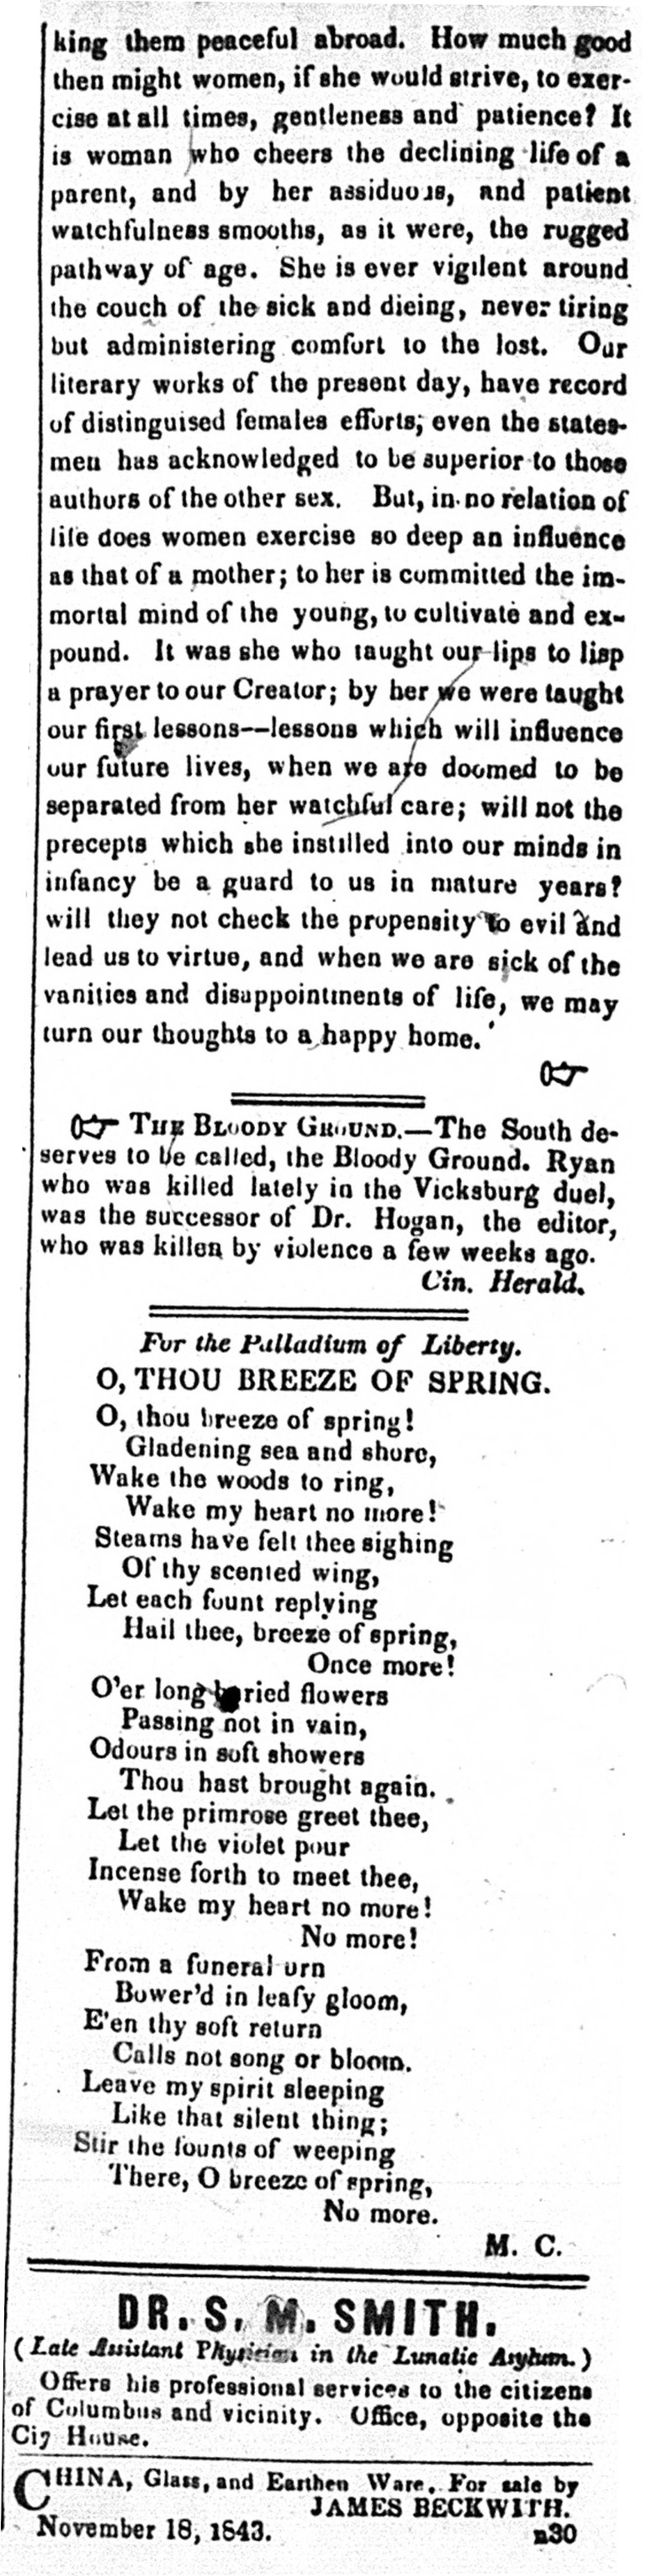 king them peaceful abroad. How much good
then might women, if she would strive, to exer-
cise at all times, gentleness and patience? It
is woman who cheers the declining life of a
parent, and by her assiduous, and patient
watchfulness smooths, as it were, the rugged
pathway of age. She is ever vigilent around
the couch of the sick and dieing, never tiring
but administering comfort to the lost. Our
literary works of the present day, have record
of distinguised females efforts; even the states-
men has acknowledged to be superior to those
authors of the other sex. But, in no relation of
life does women exercise so deep an influence
as that of a mother; to her is committed the im-
mortal mind of the young, to cultivate and ex-
pound. It was she who taught our lips to lisp
a prayer to our Creator; by her we were taught
our first lessons—lessons which will influence
our future lives, when we are doomed to be
separated from her watchful care; will not the
precepts which she instilled into our minds in
infancy be a guard to us in mature years?
will they not check the propensity to evil and
lead us to virtue, and when we are sick of the
vanities and disappointments of life, we may
turn our thoughts to a happy home.'
☞
☞ THE BLOODY GROUND.—The South de-
serves to be called, the Bloody Ground. Ryan
who was killed lately in the Vicksburg duel,
was the successor of Dr. Hogan, the editor,
who was killen by violence a few weeks ago.
Cin. Herald.
For the Palladium of Liberty.
O, THOU BREEZE OF SPRING.
O, thou breeze of spring!
Gladening sea and shore,
Wake the woods to ring,
Wake my heart no more!
Steams have felt thee sighing
Of thy scented wing,
Let each fount replying
Hail thee, breeze of spring,
Once more!
O'er long buried flowers
Passing not in vain,
Odours in soft showers
Thou hast brought again.
Let the primrose greet thee,
Let the violet pour
Incense forth to meet thee,
Wake my heart no more!
No more!
From a funeral urn
Bower'd in leafy gloom,
E'en thy soft return
Calls not song or bloom.
Leave my spirit sleeping
Like that silent thing;
Stir the founts of weeping
There, O breeze of spring,
No more.
M. C.
DR. S. M. SMITH.
(Late Assistant Physician in the Lunatic Asylum.)
Offers his professional services to the citizens
of Columbus and vicinity. Office, opposite the
Ci7 House.
CHINA, Glass, and Earthen Ware, For sale by
JAMES BECKWITH.
November 18, 1843. n30